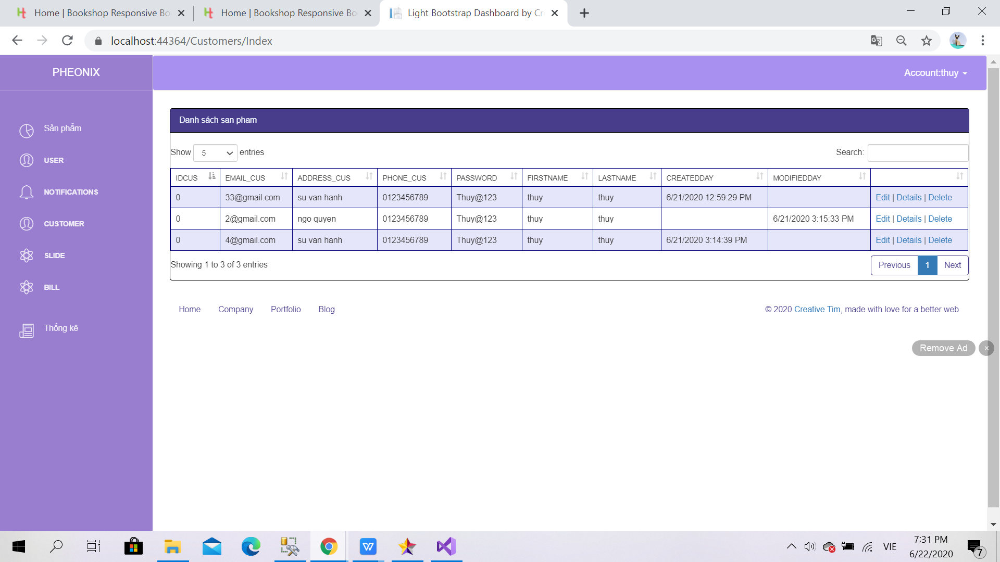 Home | Bookshop Responsive Bo
Home | Bookshop Responsive Bo
Light Bootstrap Dashboard by Cr
localhost:44364/Customers/Index
PHEONIX
Account:thuy
Sản phẩm
USER
NOTIFICATIONS
CUSTOMER
SLIDE
BILL
Thống kê
Danh sách san pham
Show 5 entries
Search:
IDCUS EMAIL_CUS ADDRESS_CUS PHONE_CUS PASSWORD FIRSTNAME LASTNAME CREATEDDAY MODIFIEDDAY
0 33@gmail.com su van hanh 0123456789 Thuy@123 thuy thuy 6/21/2020 12:59:29 PM Edit | Details | Delete
0 2@gmail.com ngo quyen 0123456789 Thuy@123 thuy thuy 6/21/2020 3:15:33 PM Edit | Details | Delete
0 4@gmail.com su van hanh 0123456789 Thuy@123 thuy thuy 6/21/2020 3:14:39 PM Edit | Details | Delete
Showing 1 to 3 of 3 entries
Previous 1 Next
Home Company Portfolio Blog
© 2020 Creative Tim, made with love for a better web
Remove Ad ×
VIE
7:31 PM
6/22/2020
7